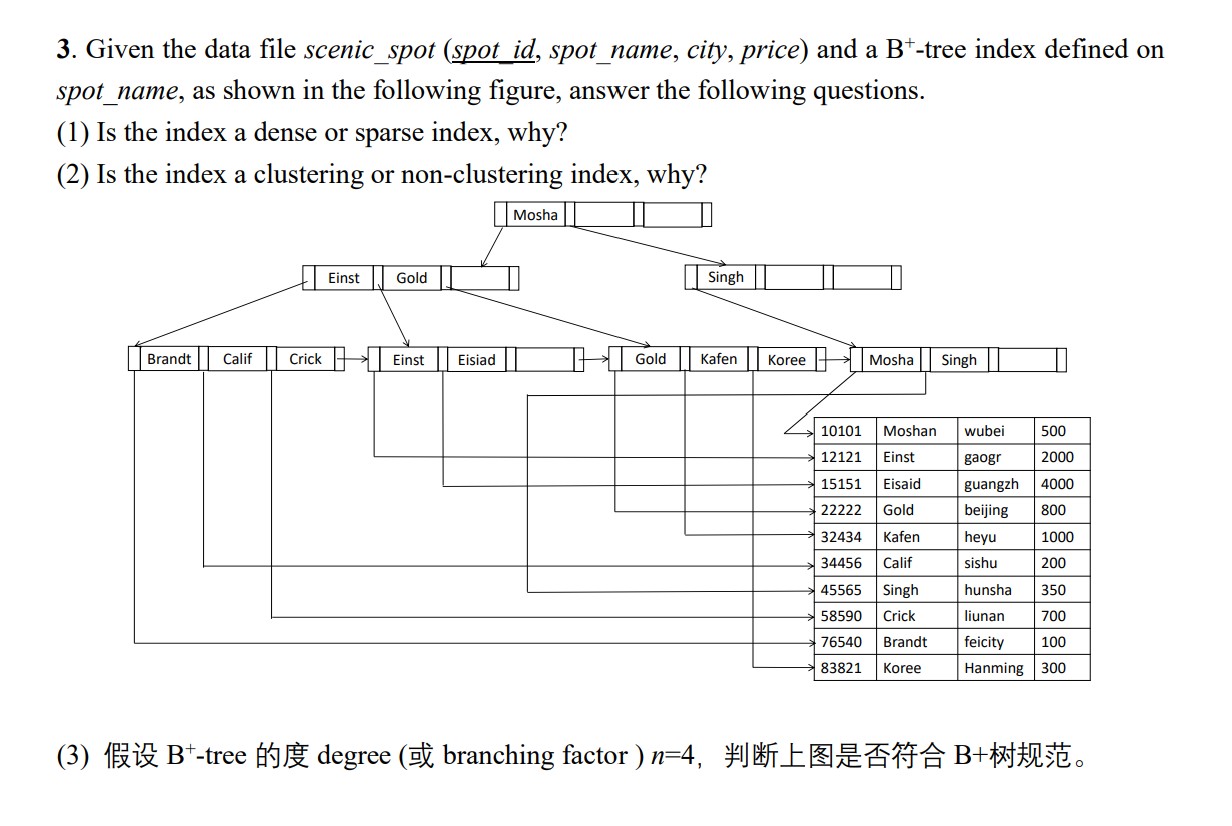 3. Given the data file scenic_spot (spot_id, spot_name, city, price) and a B+-tree index defined on
spot_name, as shown in the following figure, answer the following questions.
(1) Is the index a dense or sparse index, why?
(2) Is the index a clustering or non-clustering index, why?
Mosha
Einst Gold
Singh
Brandt Calif Crick
Einst Eisiad
Gold Kafen Koree
Mosha Singh
10101 Moshan wubei 500
12121 Einst gaogr 2000
15151 Eisaid guangzh 4000
22222 Gold beijing 800
32434 Kafen heyu 1000
34456 Calif sishu 200
45565 Singh hunsha 350
58590 Crick liunan 700
76540 Brandt feicity 100
83821 Koree Hanming 300
(3) 假设 B+-tree 的度 degree (或 branching factor ) n=4，判断上图是否符合 B+树规范。